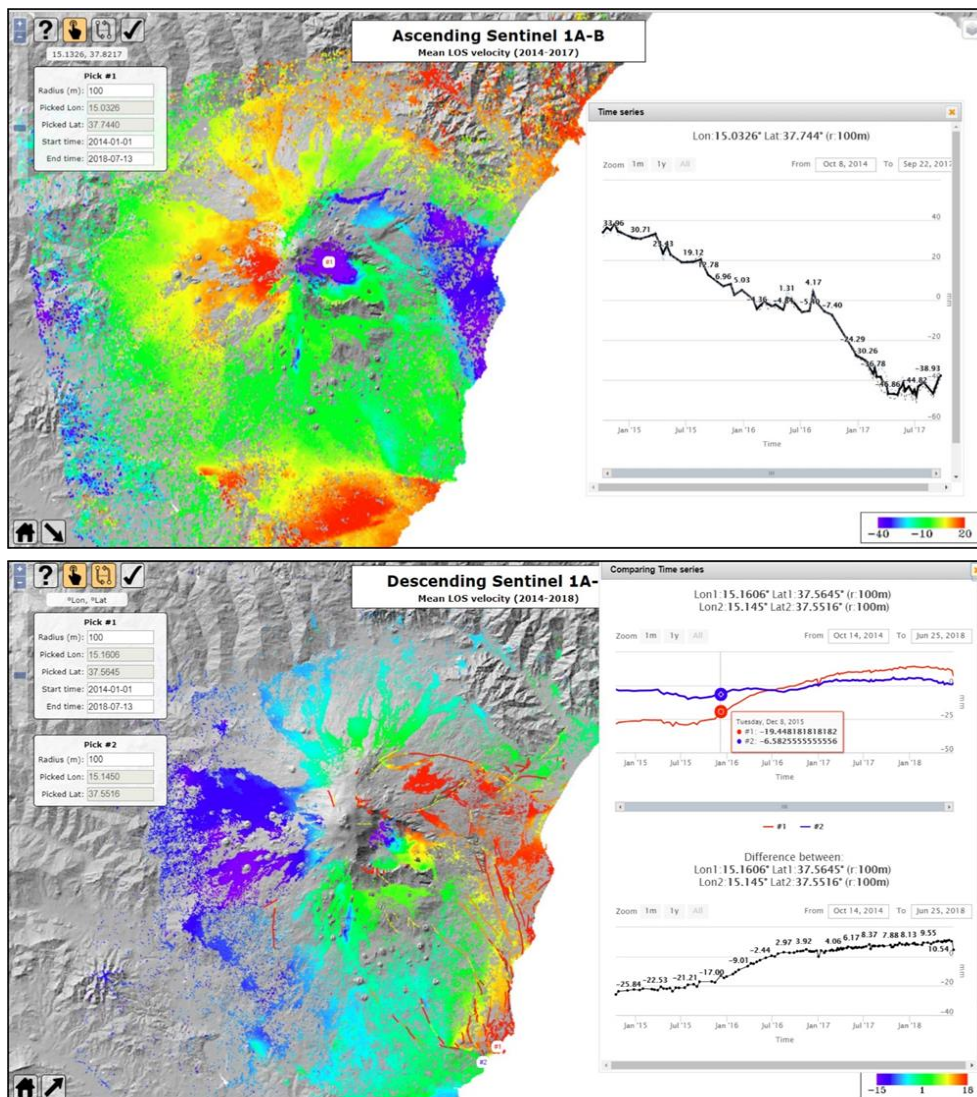 ? 
Ascending Sentinel 1A-B
Mean LOS velocity (2014-2017)
15.1326, 37.8217
Pick #1
Radius (m): 100
Picked Lon: 15.0326
Picked Lat: 37.7440
Start time: 2014-01-01
End time: 2018-07-13
#1
Time series
Lon:15.0326° Lat:37.744° (r:100m)
Zoom 1m 1y All From Oct 8, 2014 To Sep 22, 201
33.96 30.71 19.12 6.96 5.03 1.31 4.17 -7.40 -24.29 30.26 -38.93
40
20
0
mm
-20
-60
Jan '15 Jul '15 Jan '16 Jul '16 Jan '17 Jul '17
Time
-40 -10 20
?
°Lon, °Lat
Descending Sentinel 1A-
Mean LOS velocity (2014-2018)
Pick #1
Radius (m): 100
Picked Lon: 15.1606
Picked Lat: 37.5645
Start time: 2014-01-01
End time: 2018-07-13
Pick #2
Radius (m): 100
Picked Lon: 15.1450
Picked Lat: 37.5516
#1
#2
Comparing Time series
Lon1:15.1606° Lat1:37.5645° (r:100m)
Lon2:15.145° Lat2:37.5516° (r:100m)
Zoom 1m 1y All From Oct 14, 2014 To Jun 25, 2018
0
mm
-25
-50
Tuesday, Dec 8, 2015
#1: -19.448181818182
#2: -6.5825555555556
Jan '15 Jul '15 Jan '16 Jul '16 Jan '17 Jul '17 Jan '18
Time
#1 #2
Difference between:
Lon1:15.1606° Lat1:37.5645° (r:100m)
Lon2:15.145° Lat2:37.5516° (r:100m)
Zoom 1m 1y All From Oct 14, 2014 To Jun 25, 2018
-25.84 -22.53 -21.21 -17.00 -9.01 -2.44 2.97 3.92 4.06 6.17 8.37 7.88 8.13 9.55 10.54
0
mm
-20
-40
Jan '15 Jul '15 Jan '16 Jul '16 Jan '17 Jul '17 Jan '18
Time
-15 1 18